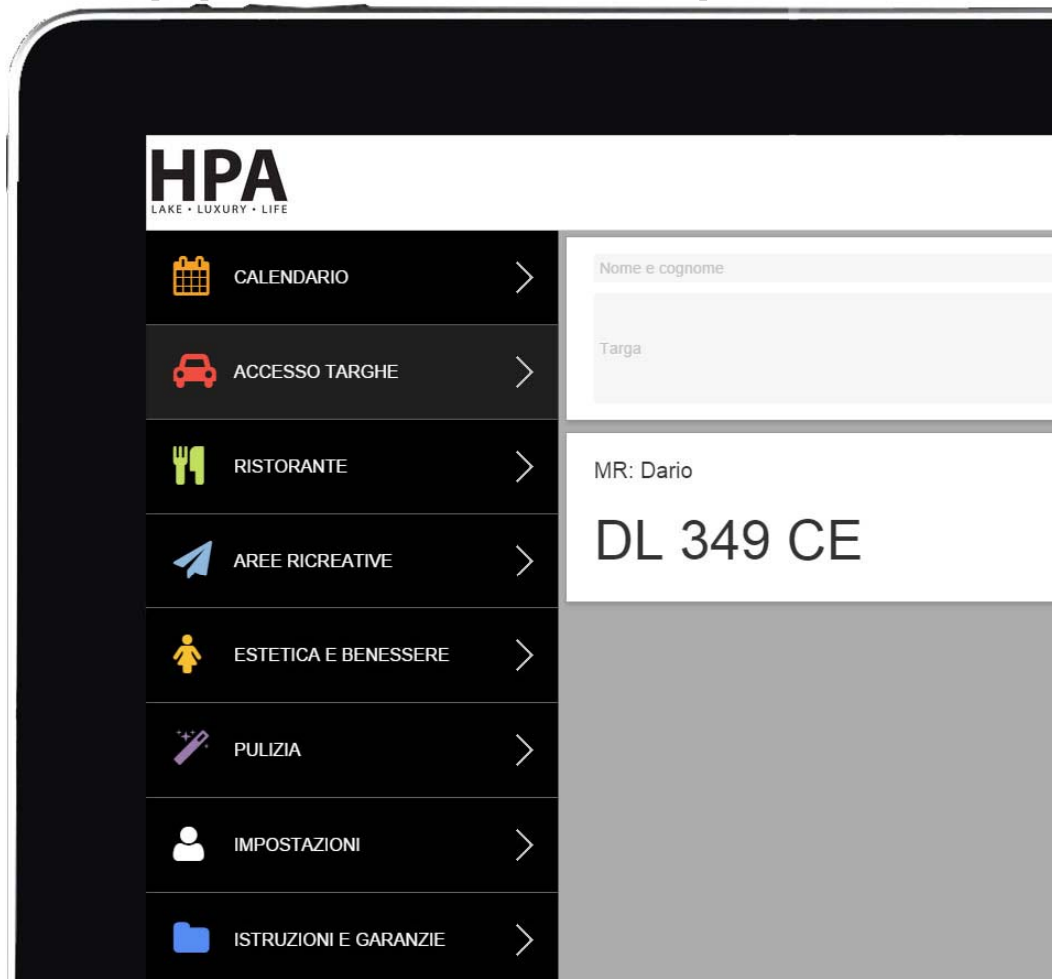 HPA
LAKE • LUXURY • LIFE
CALENDARIO
ACCESSO TARGHE
RISTORANTE
AREE RICREATIVE
ESTETICA E BENESSERE
PULIZIA
IMPOSTAZIONI
ISTRUZIONI E GARANZIE
Nome e cognome
Targa
MR: Dario
DL 349 CE